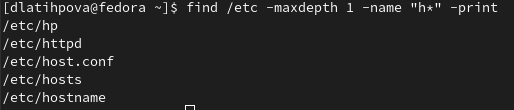 [dlatihpova@fedora ~]$ find /etc -maxdepth 1 -name "h*" -print
/etc/hp
/etc/httpd
/etc/host.conf
/etc/hosts
/etc/hostname